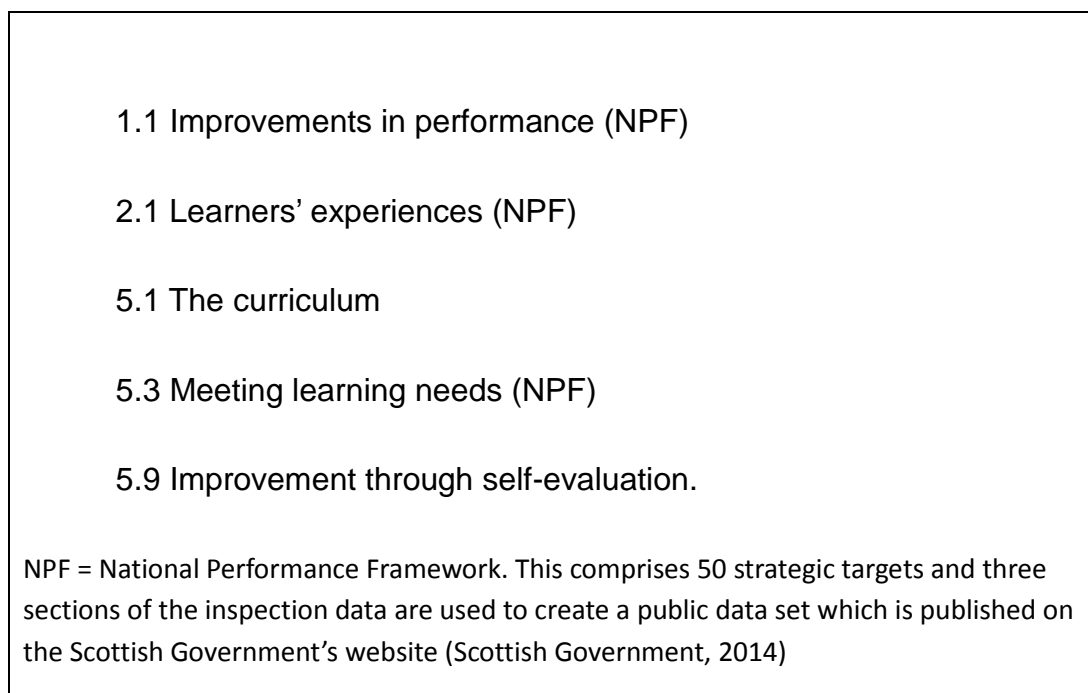 1.1 Improvements in performance (NPF)
2.1 Learners’ experiences (NPF)
5.1 The curriculum
5.3 Meeting learning needs (NPF)
5.9 Improvement through self-evaluation.
NPF = National Performance Framework. This comprises 50 strategic targets and three
sections of the inspection data are used to create a public data set which is published on
the Scottish Government’s website (Scottish Government, 2014)